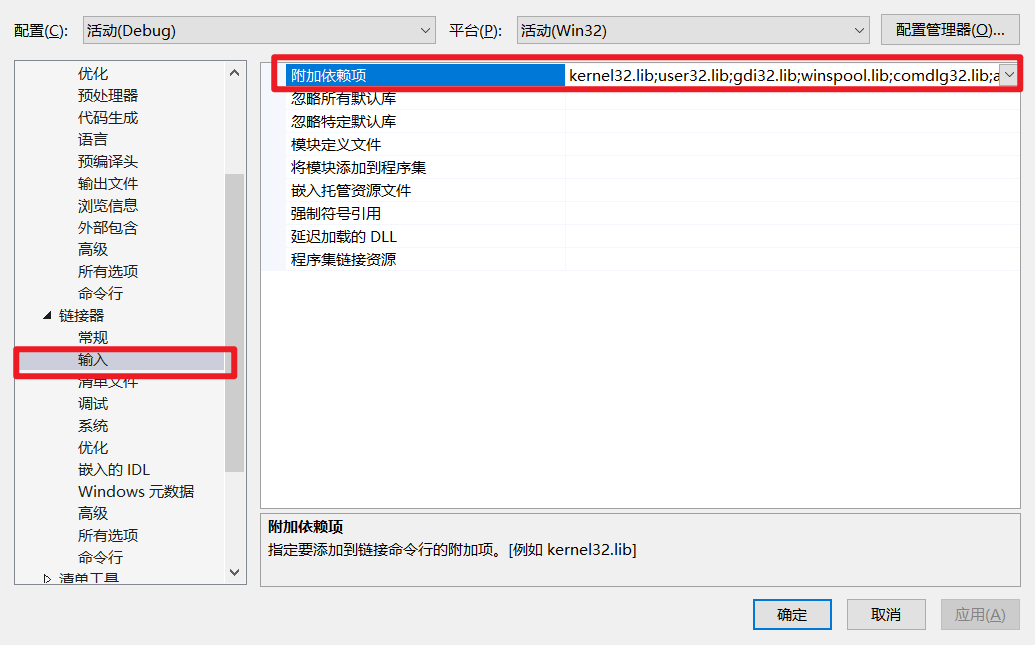 配置(C): 活动(Debug) 平台(P): 活动(Win32) 配置管理器(O)...
优化
预处理器
代码生成
语言
预编译头
输出文件
浏览信息
外部包含
高级
所有选项
命令行
链接器
常规
输入
清单文件
调试
系统
优化
嵌入的 IDL
Windows 元数据
高级
所有选项
命令行
清单工具
附加依赖项 kernel32.lib;user32.lib;gdi32.lib;winspool.lib;comdlg32.lib;a
忽略所有默认库
忽略特定默认库
模块定义文件
将模块添加到程序集
嵌入托管资源文件
强制符号引用
延迟加载的 DLL
程序集链接资源
附加依赖项
指定要添加到链接命令行的附加项。[例如 kernel32.lib]
确定 取消 应用(A)